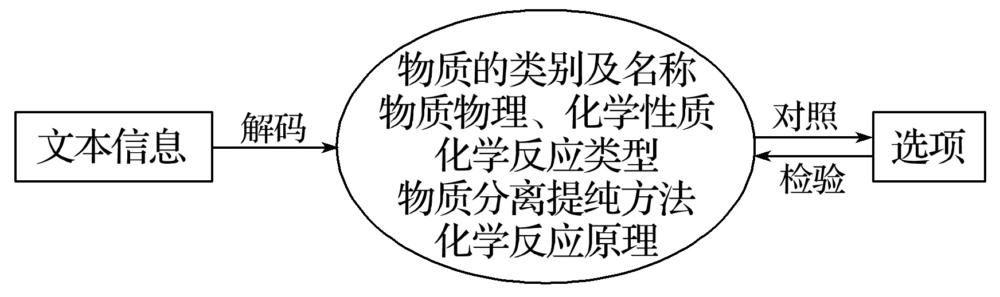 文本信息
解码
物质的类别及名称
物质物理、化学性质
化学反应类型
物质分离提纯方法
化学反应原理
对照
检验
选项